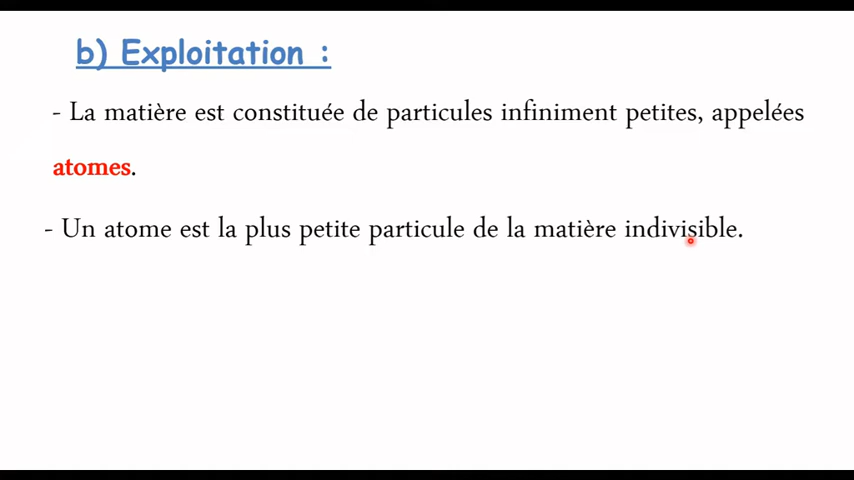 b) Exploitation :
- La matière est constituée de particules infiniment petites, appelées
atomes.
- Un atome est la plus petite particule de la matière indivisible.